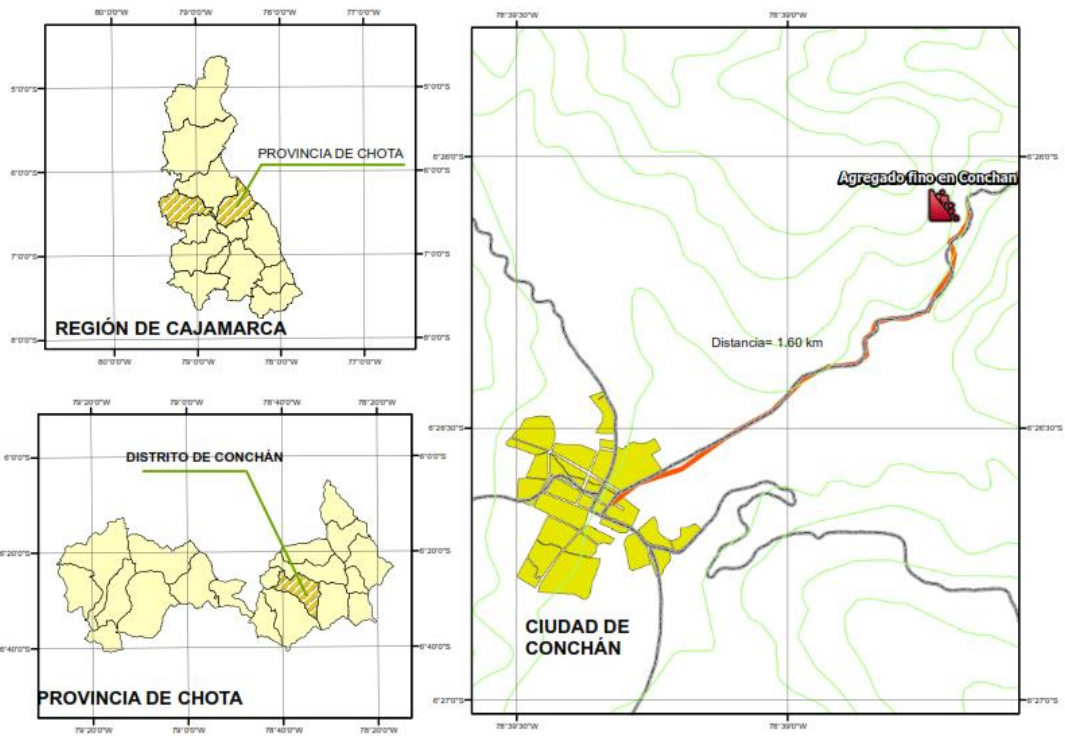 80°0'0"W 79°0'0"W 78°0'0"W 77°0'0"W
5°0'0"S 5°0'0"S
PROVINCIA DE CHOTA
6°0'0"S 6°0'0"S
7°0'0"S 7°0'0"S
REGIÓN DE CAJAMARCA
8°0'0"S 8°0'0"S
80°0'0"W 79°0'0"W 78°0'0"W 77°0'0"W
79°20'0"W 79°0'0"W 78°40'0"W 78°20'0"W
DISTRITO DE CONCHÁN
6°0'0"S 6°0'0"S
6°20'0"S 6°20'0"S
6°40'0"S 6°40'0"S
PROVINCIA DE CHOTA
79°20'0"W 79°0'0"W 78°40'0"W 78°20'0"W
78°39'30"W 78°39'0"W
6°26'0"S 6°26'0"S
Agregado fino en Conchan
Distancia= 1.60 km
6°26'30"S 6°26'30"S
CIUDAD DE
CONCHÁN
6°27'0"S 6°27'0"S
78°39'30"W 78°39'0"W